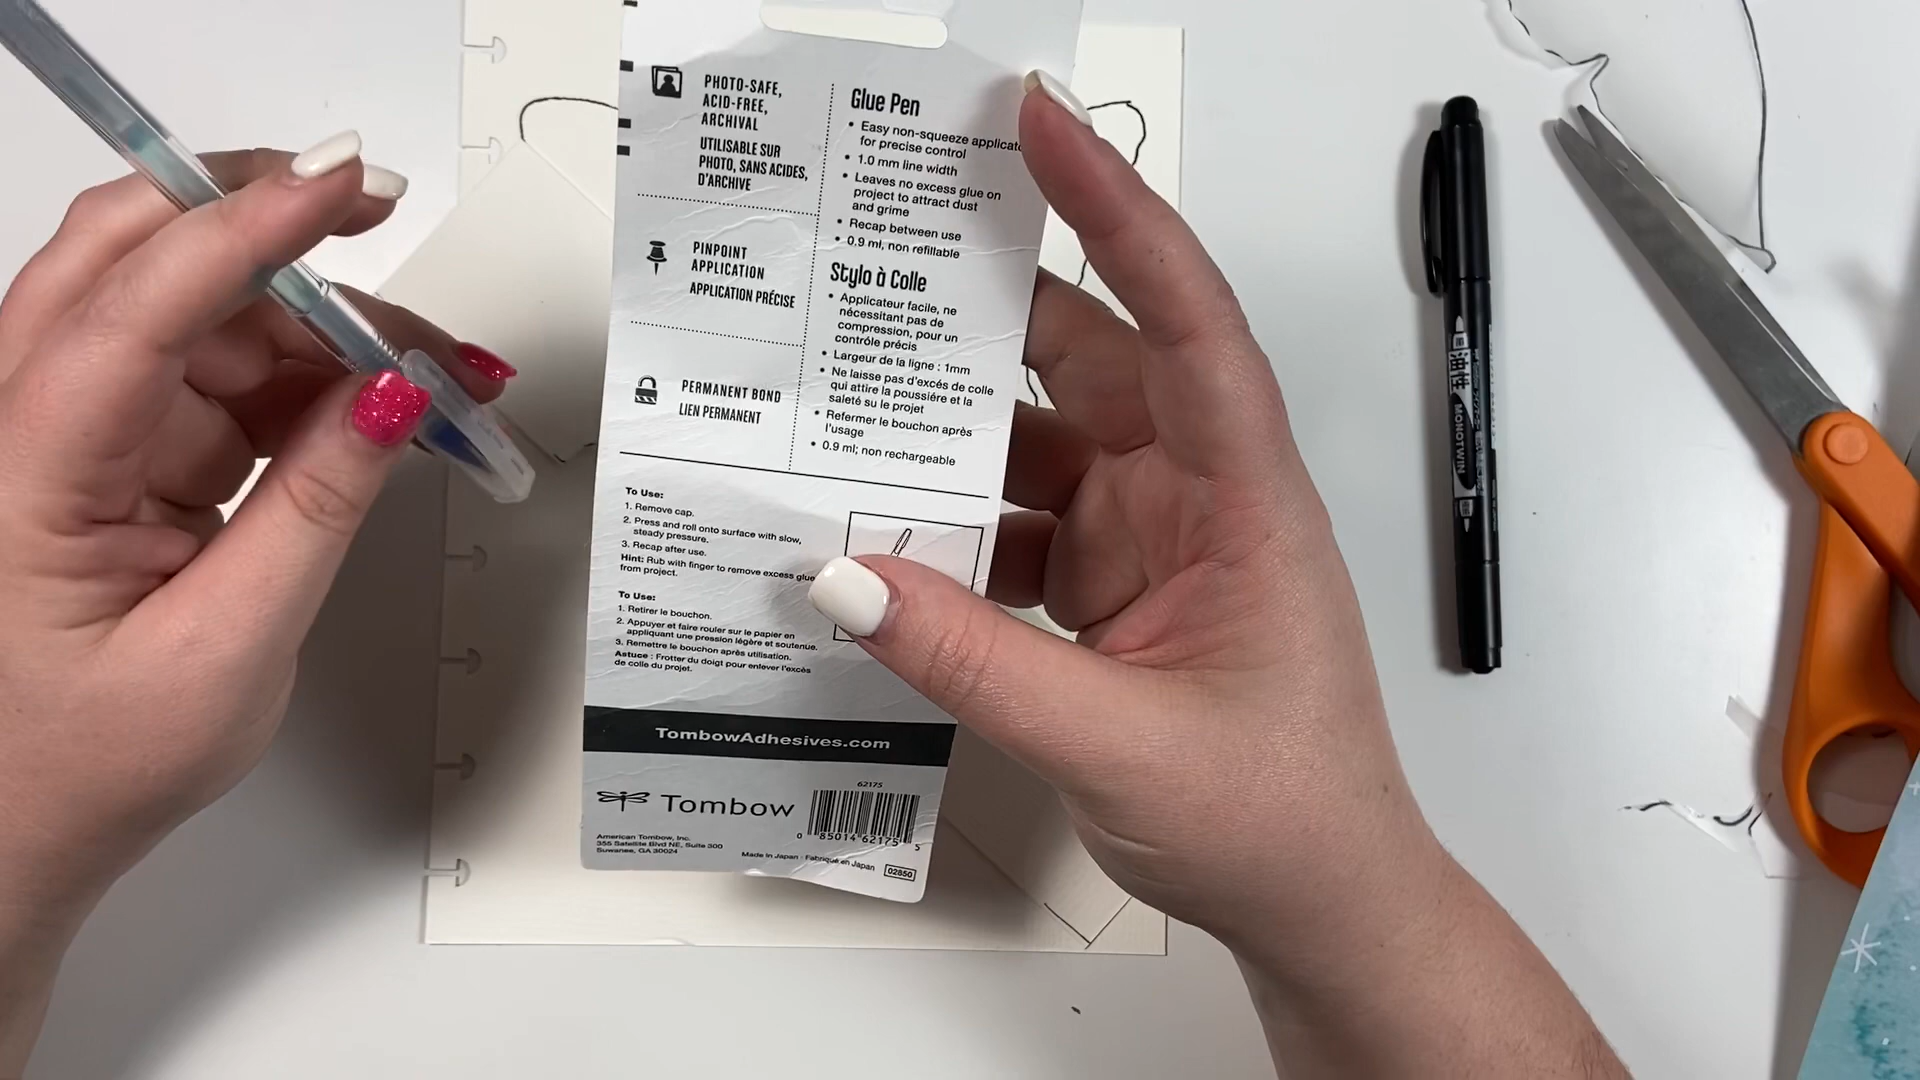 PHOTO-SAFE,
ACID-FREE,
ARCHIVAL
UTILISABLE SUR
PHOTO, SANS ACIDES,
D'ARCHIVE
PINPOINT
APPLICATION
APPLICATION PRÉCISE
PERMANENT BOND
LIEN PERMANENT
Glue Pen
• Easy non-squeeze applicat
for precise control
• 1.0 mm line width
• Leaves no excess glue on
project to attract dust
and grime
• Recap between use
• 0.9 ml, non refillable
Stylo à Colle
• Applicateur facile, ne
nécessitant pas de
compression, pour un
contrôle précis
• Largeur de la ligne : 1mm
• Ne laisse pas d'excés de colle
qui attire la poussiére et la
saleté su le projet
• Refermer le bouchon après
l'usage
• 0.9 ml; non rechargeable
To Use:
1. Remove cap.
2. Press and roll onto surface with slow,
steady pressure.
3. Recap after use.
Hint: Rub with finger to remove excess glue
from project.
To Use:
1. Retirer le bouchon.
2. Appuyer et faire rouler sur le papier en
appliquant une pression légère et soutenue.
3. Remettre le bouchon après utilisation.
Astuce : Frotter du doigt pour enlever l'excès
de colle du projet.
TombowAdhesives.com
Tombow
62175
0 85014 62175 5
American Tombow, Inc.
355 Satellite Blvd NE, Suite 300
Suwanee, GA 30024
Made in Japan · Fabriqué en Japan
02850
油性
MONOTWIN